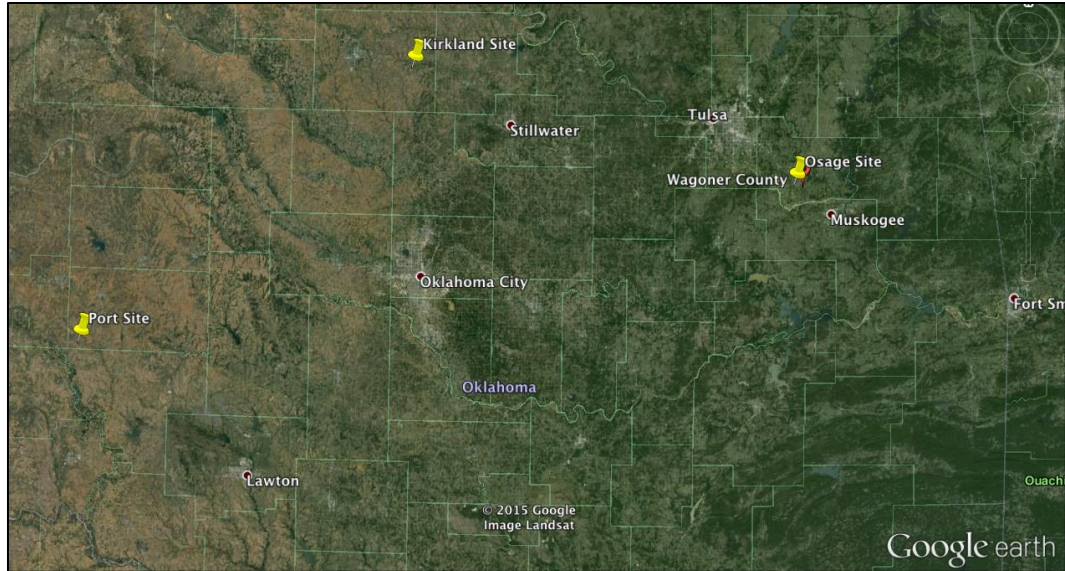 Kirkland Site
Stillwater
Tulsa
Osage Site
Wagoner County
Muskogee
Oklahoma City
Fort Sm
Port Site
Oklahoma
Lawton
Ouachi
© 2015 Google
Image Landsat
Google earth